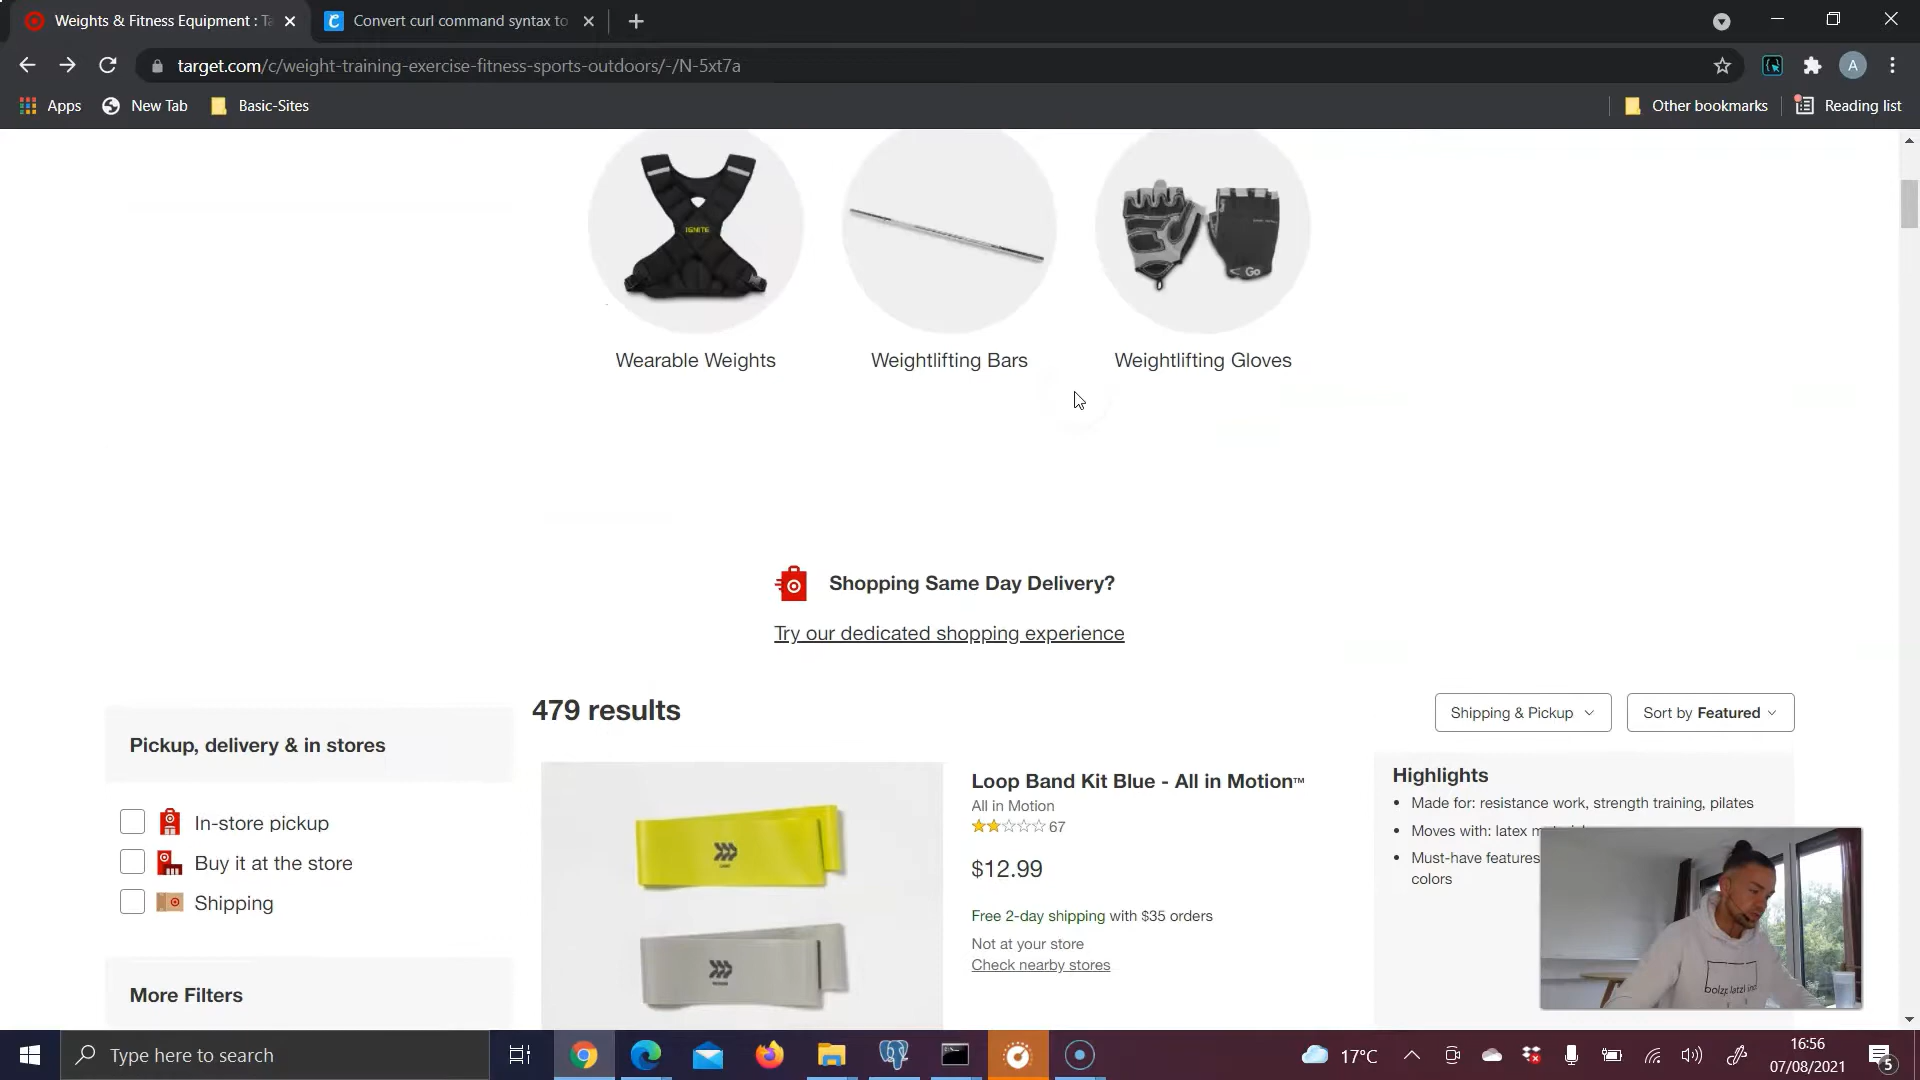 Weights & Fitness Equipment : Ta
Convert curl command syntax to
target.com/c/weight-training-exercise-fitness-sports-outdoors/-/N-5xt7a
A
Apps
New Tab
Basic-Sites
Other bookmarks
Reading list
IGNITE
Go
Wearable Weights
Weightlifting Bars
Weightlifting Gloves
Shopping Same Day Delivery?
Try our dedicated shopping experience
479 results
Shipping & Pickup
Sort by Featured
Pickup, delivery & in stores
In-store pickup
Buy it at the store
Shipping
More Filters
Loop Band Kit Blue - All in Motion™
All in Motion
67
$12.99
Free 2-day shipping with $35 orders
Not at your store
Check nearby stores
Highlights
Made for: resistance work, strength training, pilates
Moves with: latex
Must-have features
colors
Type here to search
17°C
16:56
07/08/2021
5